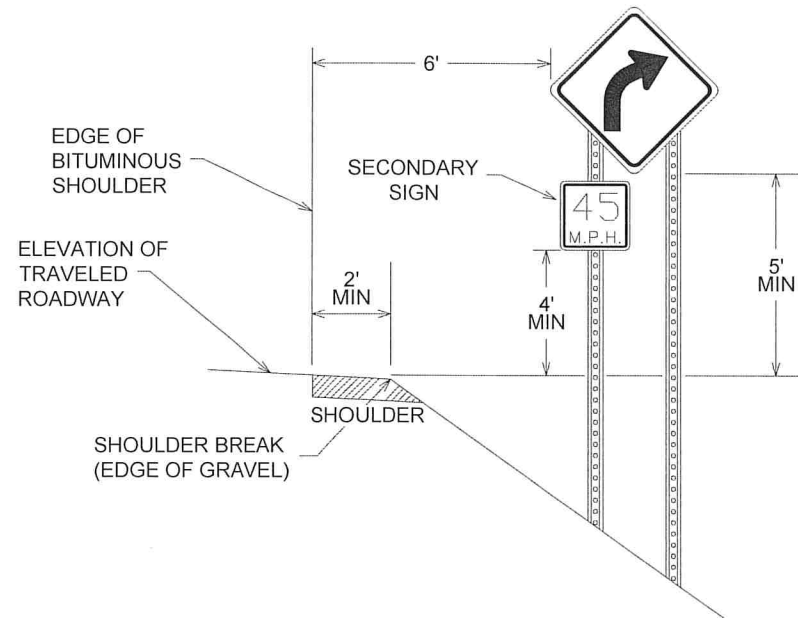 6'
EDGE OF
BITUMINOUS
SHOULDER
SECONDARY
SIGN
45
M.P.H.
ELEVATION OF
TRAVELED
ROADWAY
2'
MIN
4'
MIN
5'
MIN
SHOULDER
SHOULDER BREAK
(EDGE OF GRAVEL)